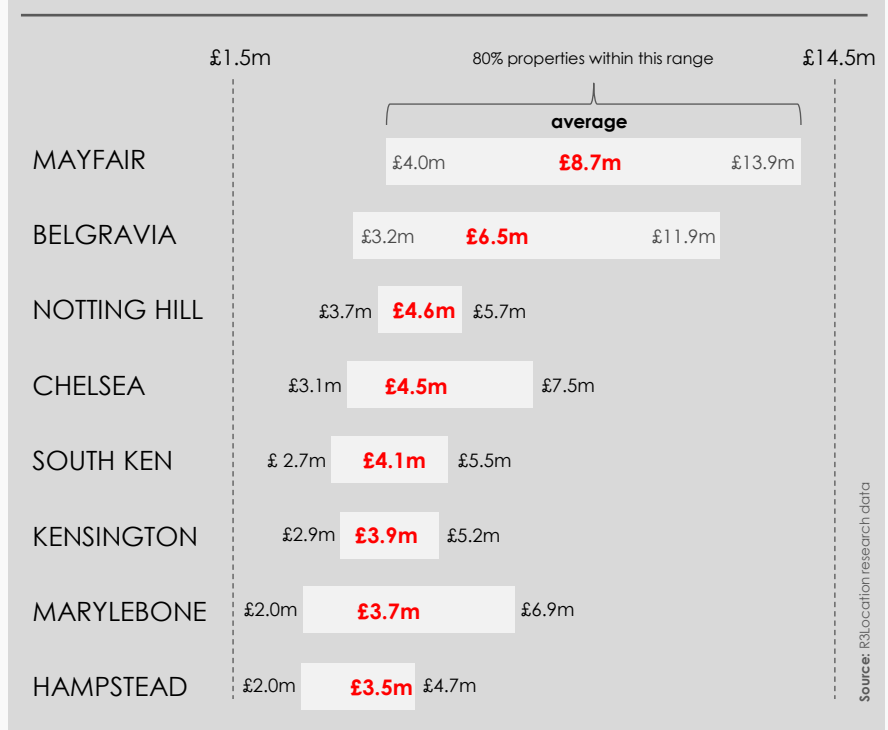 £1.5m 80% properties within this range £14.5m
average
MAYFAIR £4.0m £8.7m £13.9m
BELGRAVIA £3.2m £6.5m £11.9m
NOTTING HILL £3.7m £4.6m £5.7m
CHELSEA £3.1m £4.5m £7.5m
SOUTH KEN £ 2.7m £4.1m £5.5m
KENSINGTON £2.9m £3.9m £5.2m
MARYLEBONE £2.0m £3.7m £6.9m
HAMPSTEAD £2.0m £3.5m £4.7m
Source: R3Location research data